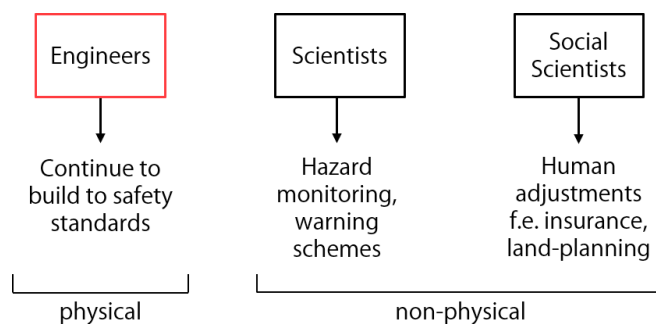 Engineers
Scientists
Social
Scientists
Continue to
build to safety
standards
Hazard
monitoring,
warning
schemes
Human
adjustments
f.e. insurance,
land-planning
physical
non-physical